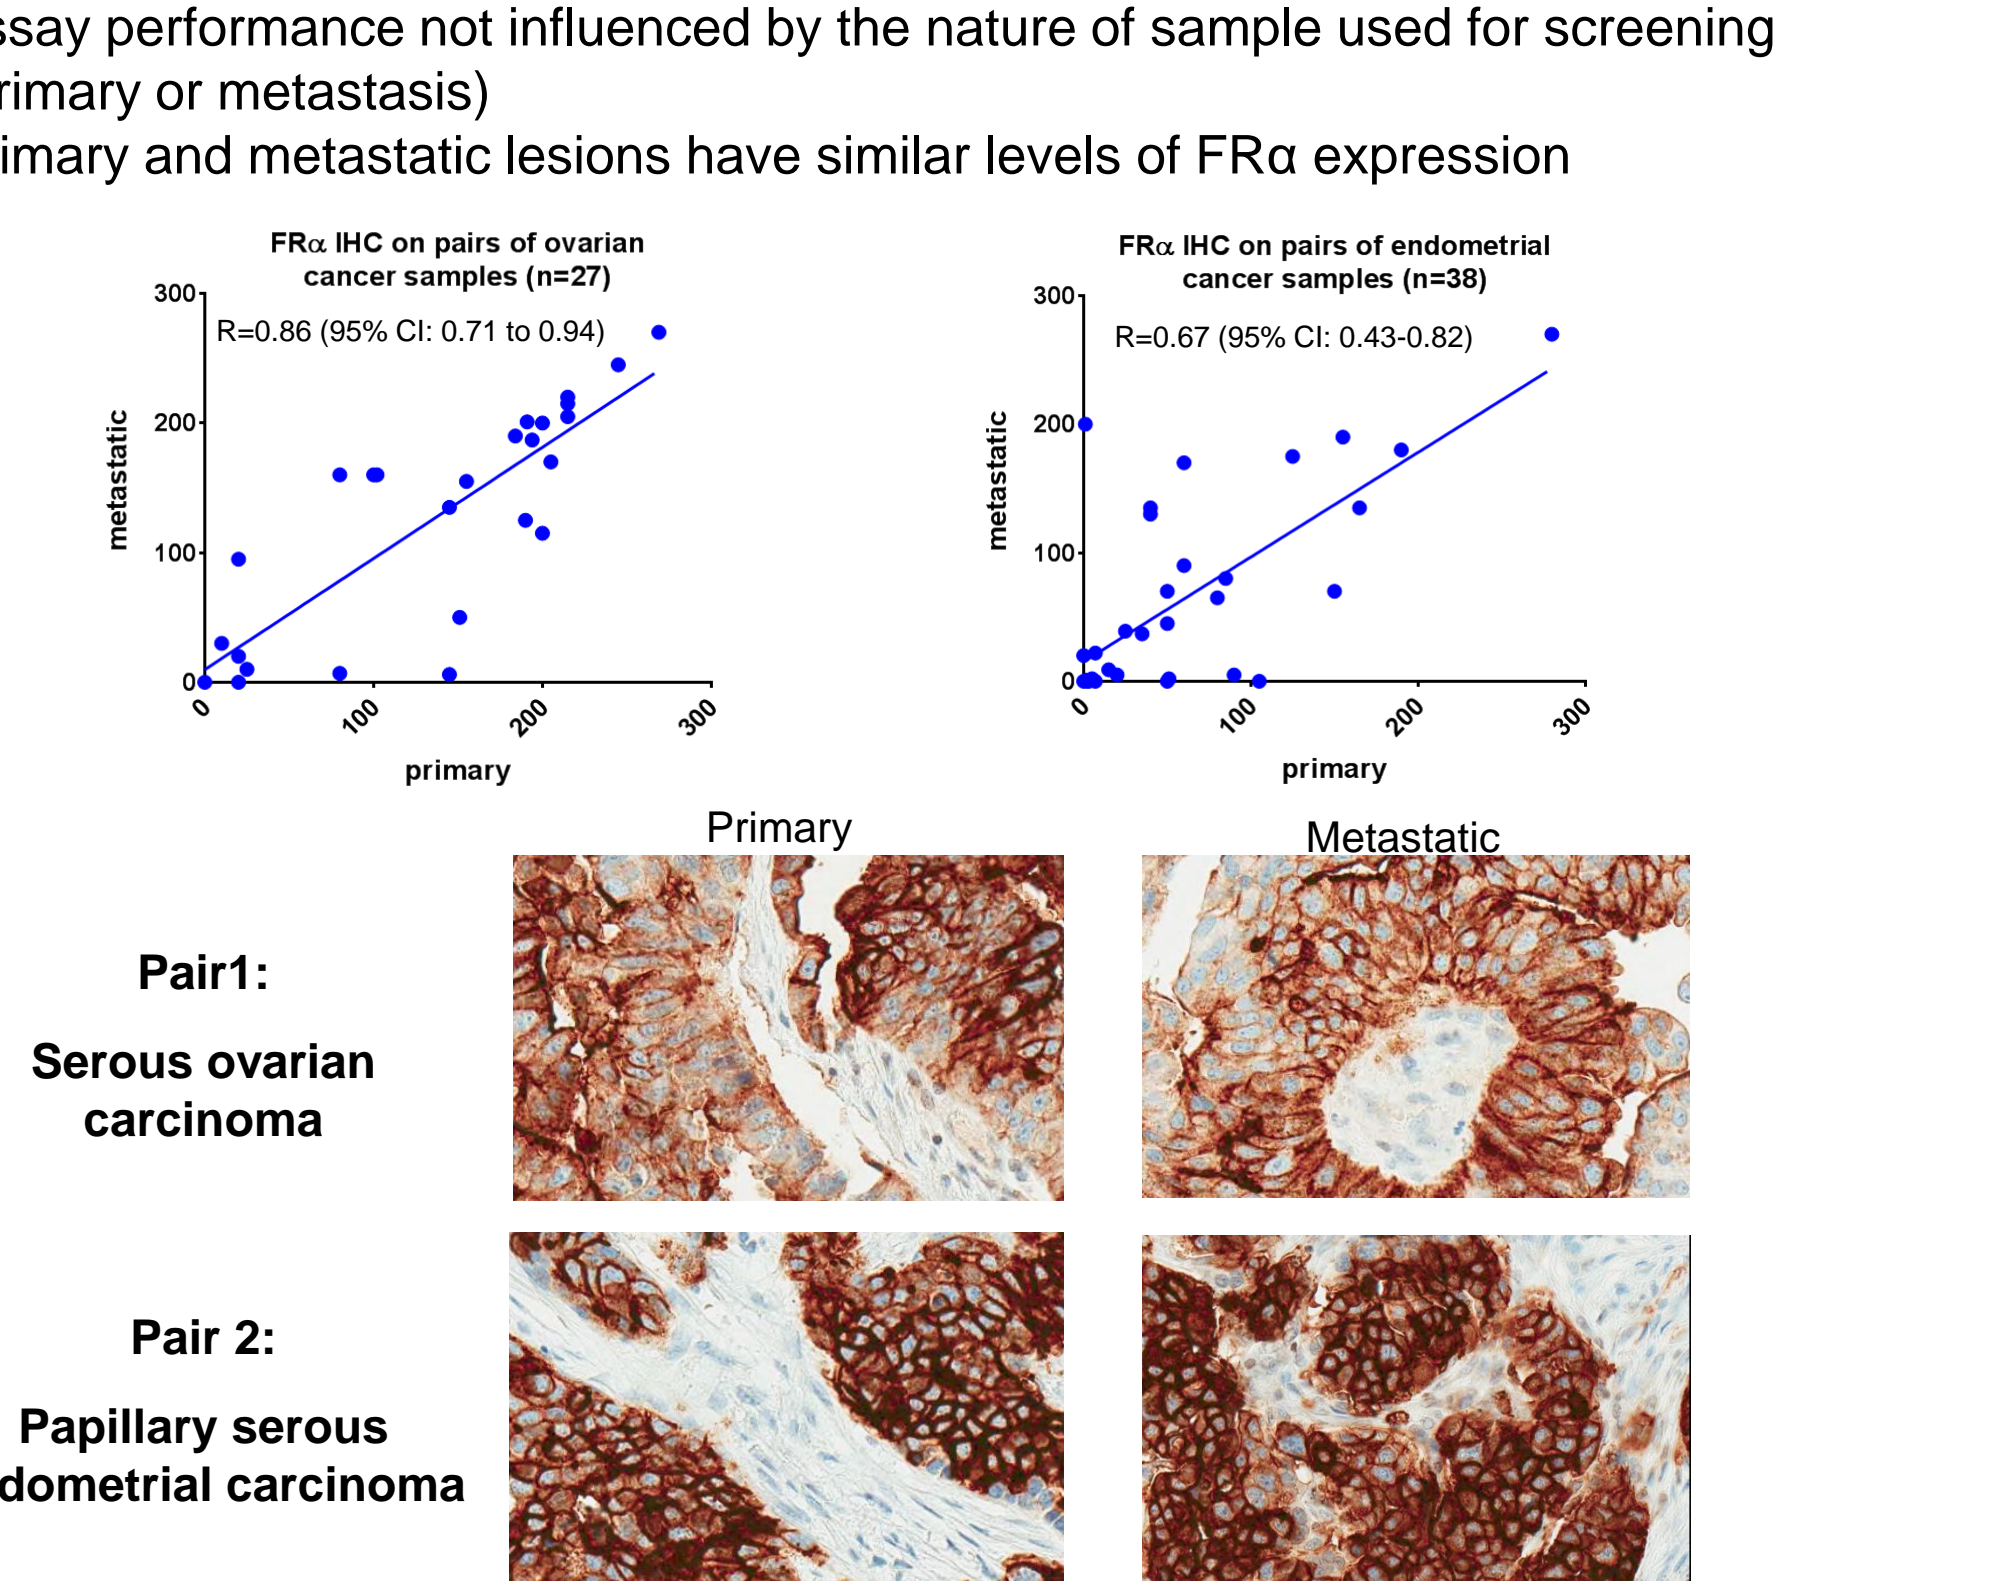 ssay performance not influenced by the nature of sample used for screening
rimary or metastasis)
imary and metastatic lesions have similar levels of FRα expression
FRα IHC on pairs of ovarian
cancer samples (n=27)
300
R=0.86 (95% CI: 0.71 to 0.94)
200
100
0
metastatic
0
100
200
300
primary
FRα IHC on pairs of endometrial
cancer samples (n=38)
300
R=0.67 (95% CI: 0.43-0.82)
200
100
0
metastatic
0
100
200
300
primary
Primary
Metastatic
Pair1:
Serous ovarian
carcinoma
Pair 2:
Papillary serous
dometrial carcinoma